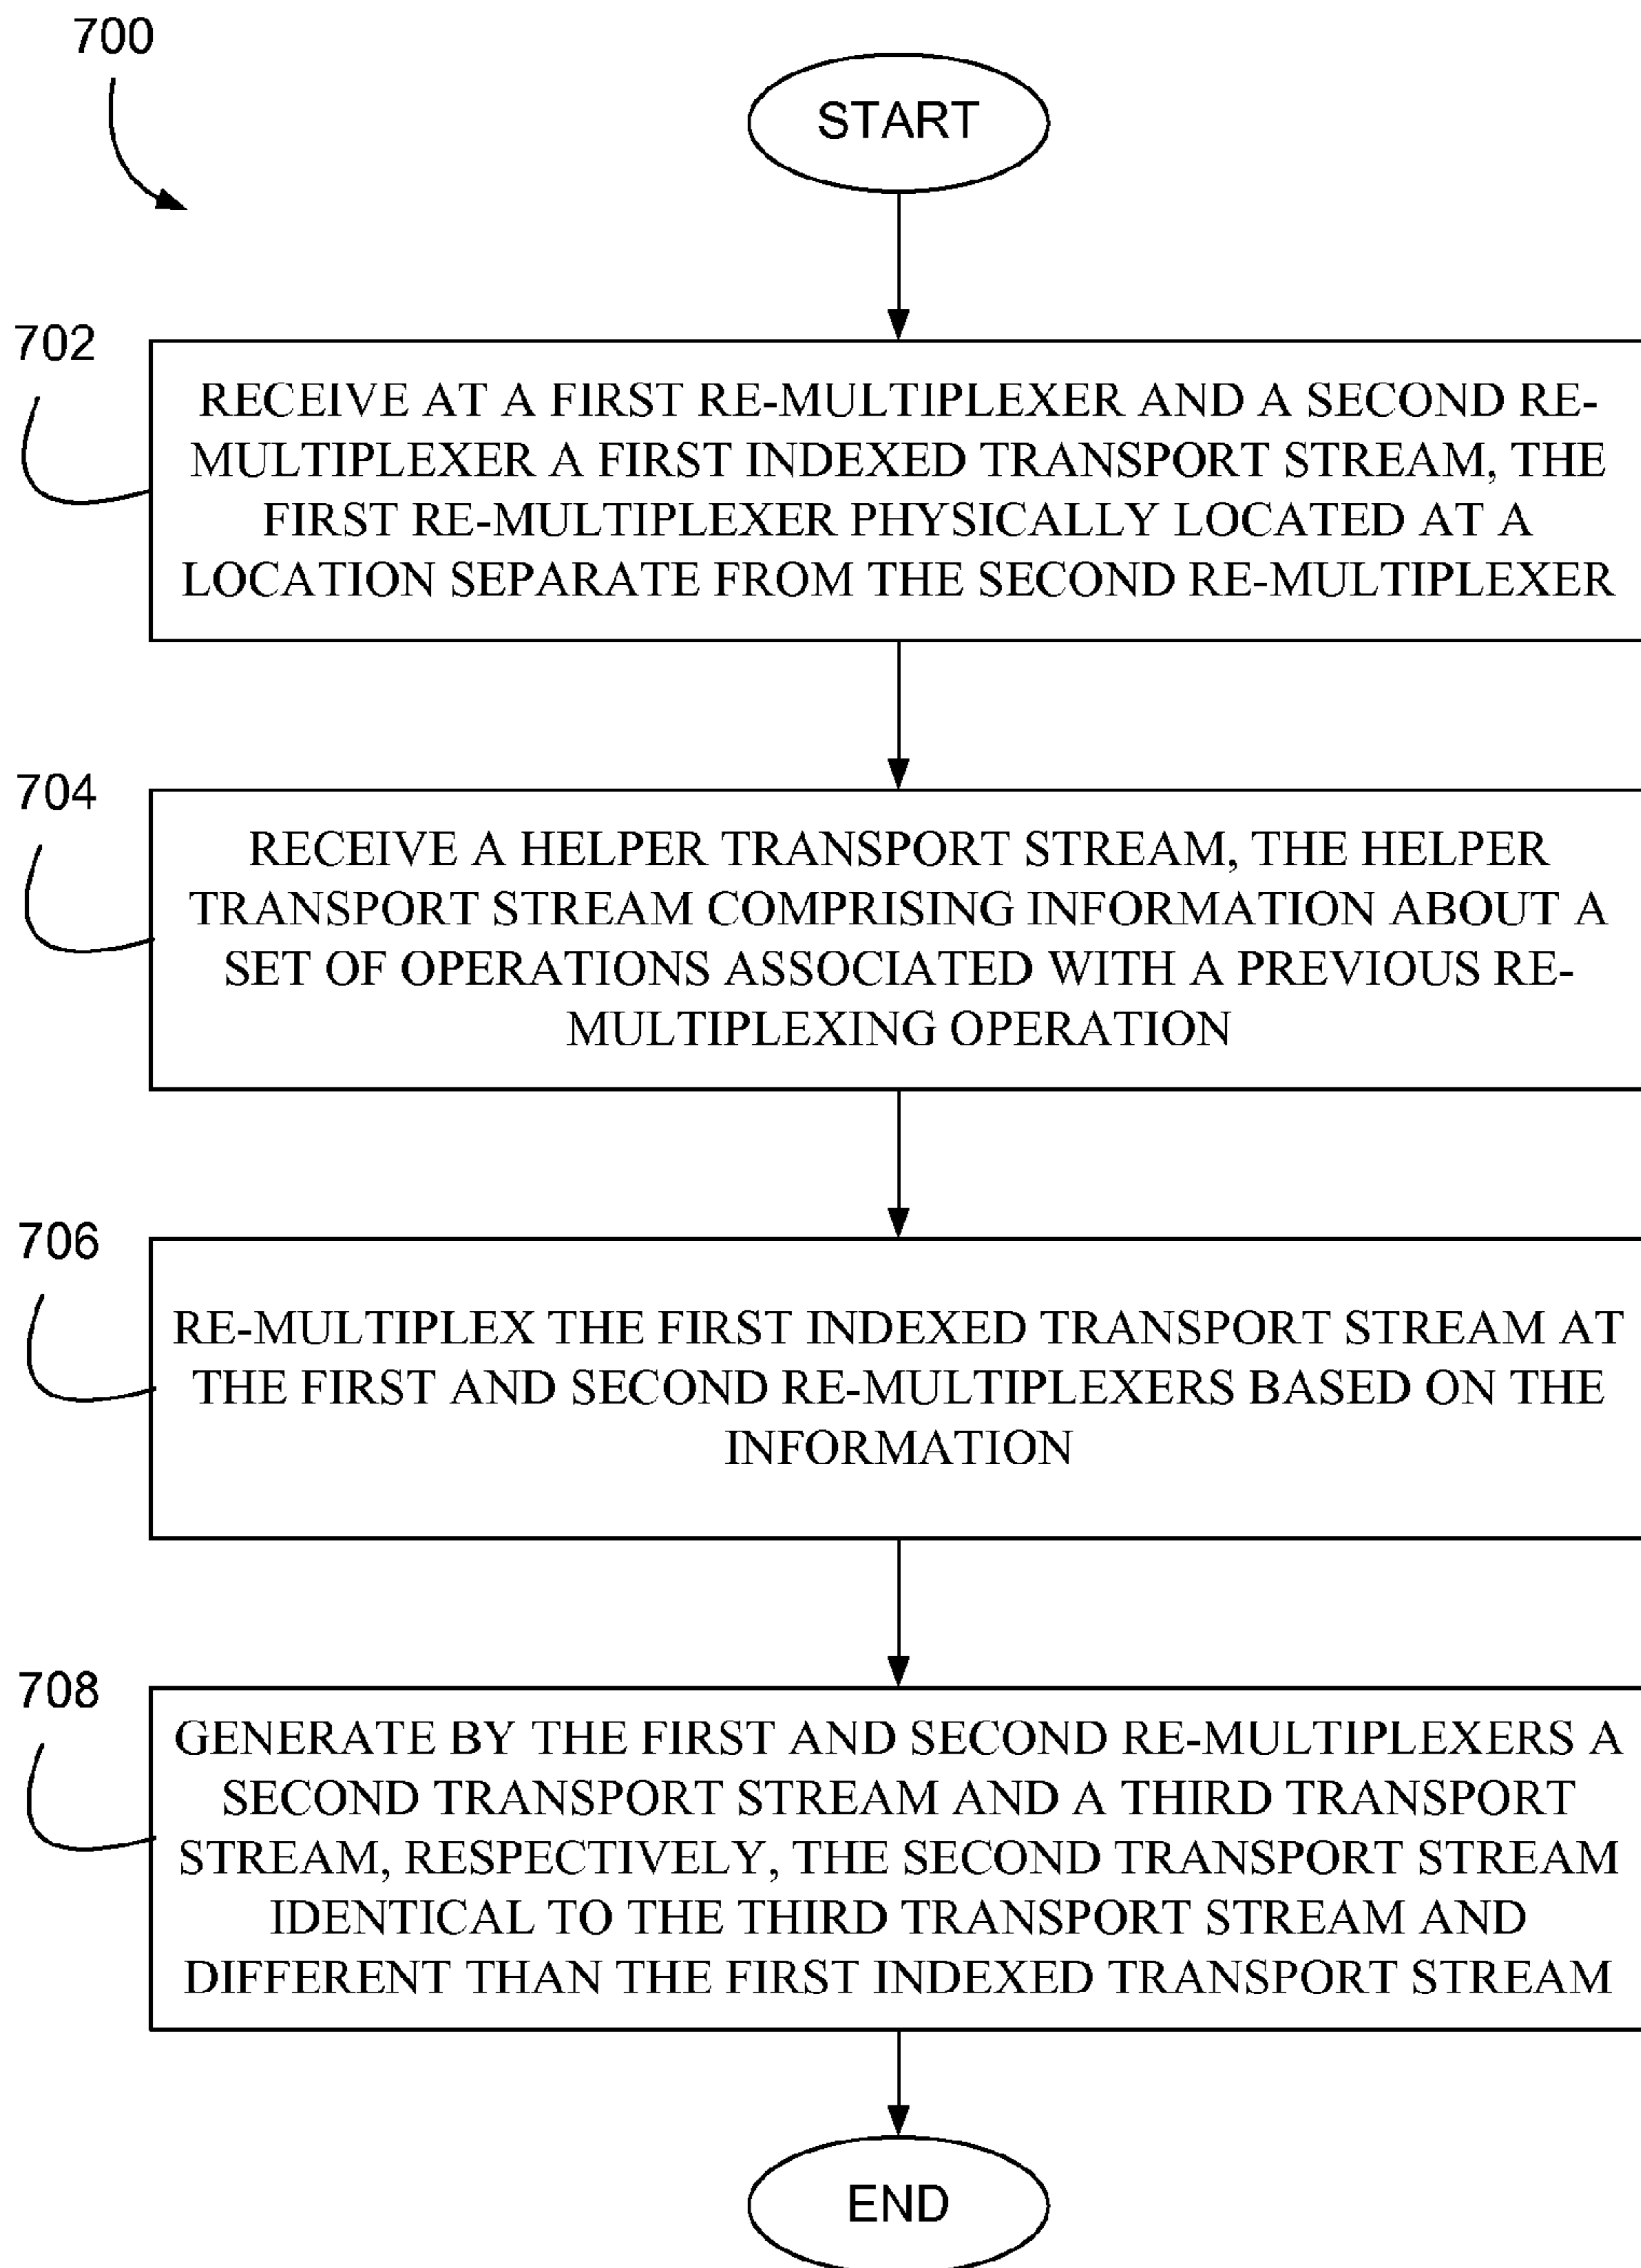 700
START
702
RECEIVE AT A FIRST RE-MULTIPLEXER AND A SECOND RE-
MULTIPLEXER A FIRST INDEXED TRANSPORT STREAM, THE
FIRST RE-MULTIPLEXER PHYSICALLY LOCATED AT A
LOCATION SEPARATE FROM THE SECOND RE-MULTIPLEXER
704
RECEIVE A HELPER TRANSPORT STREAM, THE HELPER
TRANSPORT STREAM COMPRISING INFORMATION ABOUT A
SET OF OPERATIONS ASSOCIATED WITH A PREVIOUS RE-
MULTIPLEXING OPERATION
706
RE-MULTIPLEX THE FIRST INDEXED TRANSPORT STREAM AT
THE FIRST AND SECOND RE-MULTIPLEXERS BASED ON THE
INFORMATION
708
GENERATE BY THE FIRST AND SECOND RE-MULTIPLEXERS A
SECOND TRANSPORT STREAM AND A THIRD TRANSPORT
STREAM, RESPECTIVELY, THE SECOND TRANSPORT STREAM
IDENTICAL TO THE THIRD TRANSPORT STREAM AND
DIFFERENT THAN THE FIRST INDEXED TRANSPORT STREAM
END